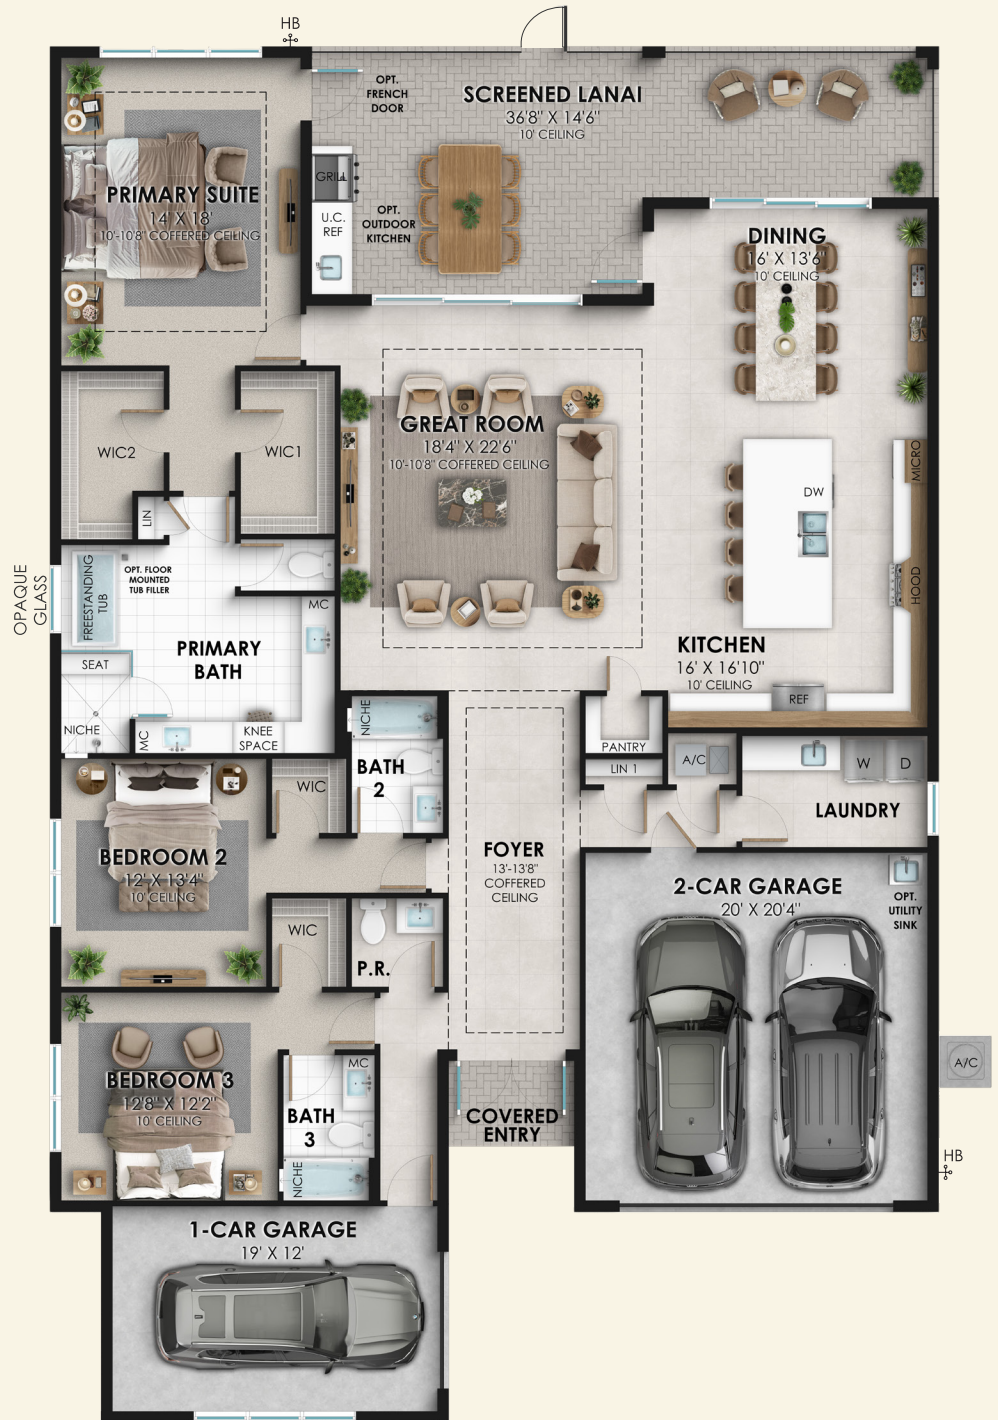 HB
OPT.
FRENCH
DOOR
SCREENED LANAI
36'8" X 14'6"
10' CEILING
GRILL
U.C.
REF
OPT.
OUTDOOR
KITCHEN
PRIMARY SUITE
14' X 18'
10'-10'8" COFFERED CEILING
DINING
16' X 13'6"
10' CEILING
WIC2
WIC1
LIN
GREAT ROOM
18'4" X 22'6"
10'-10'8" COFFERED CEILING
MICRO
DW
HOOD
OPAQUE
GLASS
FREESTANDING
TUB
OPT. FLOOR
MOUNTED
TUB FILLER
MC
PRIMARY
BATH
SEAT
NICHE
MC
KNEE
SPACE
KITCHEN
16' X 16'10"
10' CEILING
REF
PANTRY
LIN 1
A/C
W
D
LAUNDRY
NICHE
BATH
2
WIC
BEDROOM 2
12' X 13'4"
10' CEILING
FOYER
13'-13'8"
COFFERED
CEILING
2-CAR GARAGE
20' X 20'4"
OPT.
UTILITY
SINK
WIC
P.R.
BEDROOM 3
12'8" X 12'2"
10' CEILING
MC
BATH
3
NICHE
COVERED
ENTRY
A/C
HB
1-CAR GARAGE
19' X 12'